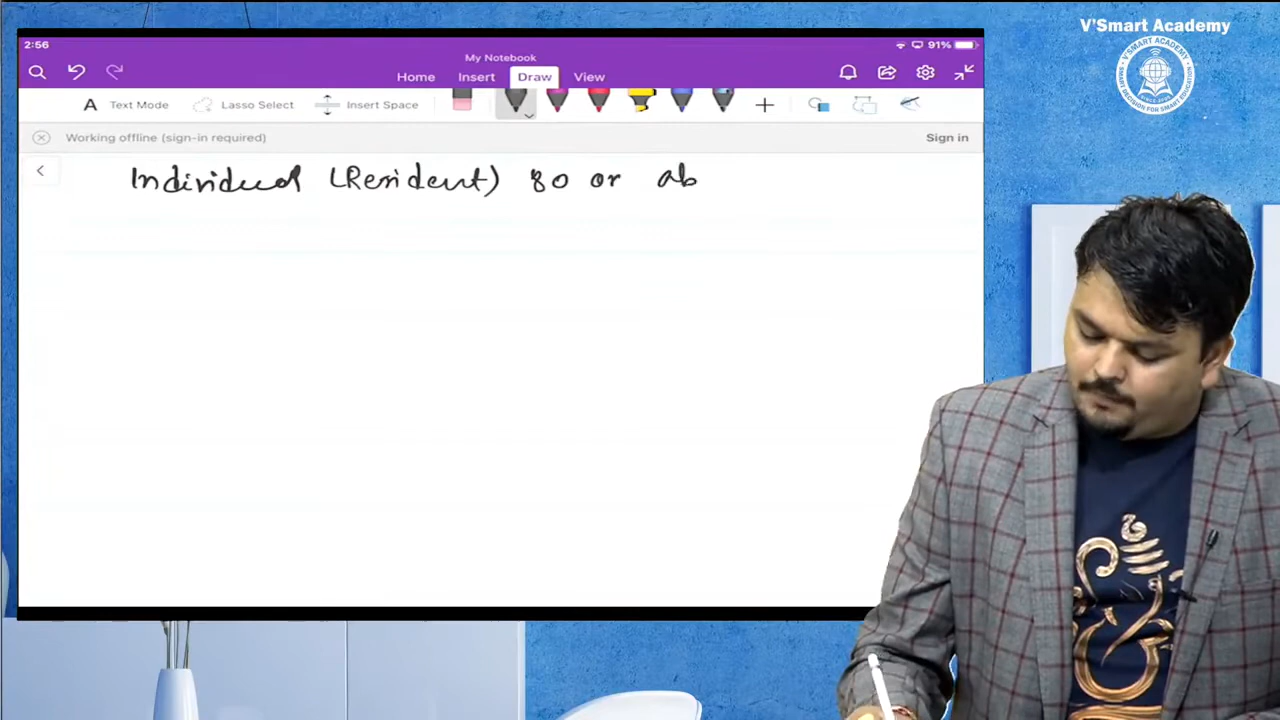 V'Smart Academy
2:56
91%
My Notebook
Home Insert Draw View
A Text Mode Lasso Select Insert Space
Working offline (sign-in required) Sign in
Individual (Resident) 80 or ab